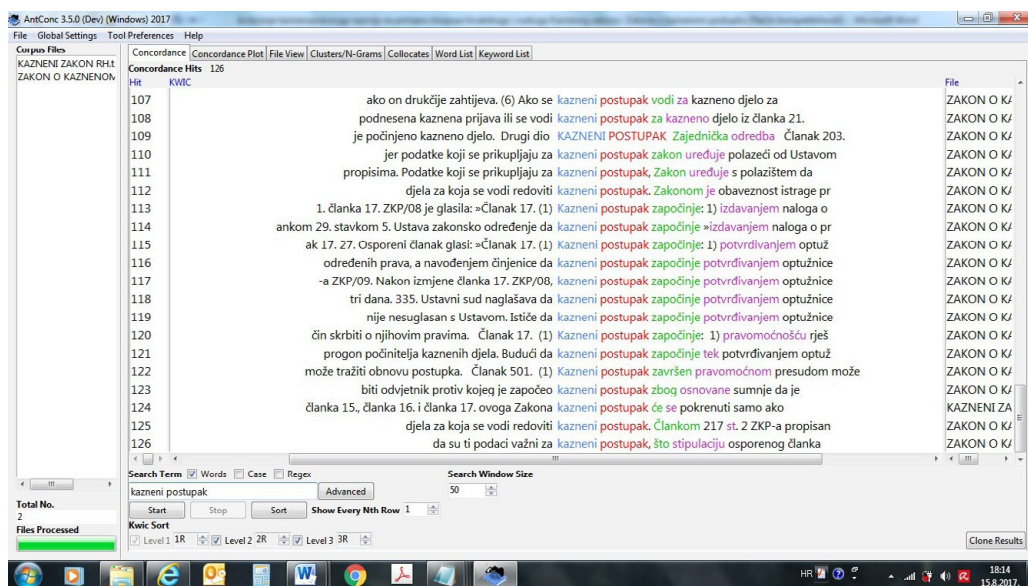 AntConc 3.5.0 (Dev) (Windows) 2017
File Global Settings Tool Preferences Help
Corpus Files
KAZNENI ZAKON RH.t
ZAKON O KAZNENOM
Concordance Concordance Plot File View Clusters/N-Grams Collocates Word List Keyword List
Concordance Hits 126
Hit KWIC File
107 ako on drukčije zahtijeva. (6) Ako se kazneni postupak vodi za kazneno djelo za ZAKON O KA
108 podnesena kaznena prijava ili se vodi kazneni postupak za kazneno djelo iz članka 21. ZAKON O KA
109 je počinjeno kazneno djelo. Drugi dio KAZNENI POSTUPAK Zajednička odredba Članak 203. ZAKON O KA
110 jer podatke koji se prikupljaju za kazneni postupak zakon uređuje polazeći od Ustavom ZAKON O KA
111 propisima. Podatke koji se prikupljaju za kazneni postupak, Zakon uređuje s polazištem da ZAKON O KA
112 djela za koja se vodi redoviti kazneni postupak. Zakonom je obaveznost istrage pr ZAKON O KA
113 1. članka 17. ZKP/08 je glasila: »Članak 17. (1) Kazneni postupak započinje: 1) izdavanjem naloga o ZAKON O KA
114 ankom 29. stavkom 5. Ustava zakonsko određenje da kazneni postupak započinje »izdavanjem naloga o pr ZAKON O KA
115 ak 17. 27. Osporeni članak glasi: »Članak 17. (1) Kazneni postupak započinje: 1) potvrdivanjem optuž ZAKON O KA
116 određenih prava, a navođenjem činjenice da kazneni postupak započinje potvrđivanjem optužnice ZAKON O KA
117 -a ZKP/09. Nakon izmjene članka 17. ZKP/08, kazneni postupak započinje potvrđivanjem optužnice ZAKON O KA
118 tri dana. 335. Ustavni sud naglašava da kazneni postupak započinje potvrđivanjem optužnice ZAKON O KA
119 nije nesuglasan s Ustavom. Ističe da kazneni postupak započinje potvrđivanjem optužnice ZAKON O KA
120 čin skrbiti o njihovim pravima. Članak 17. (1) Kazneni postupak započinje: 1) pravomoćnošću rješ ZAKON O KA
121 progon počinitelja kaznenih djela. Budući da kazneni postupak započinje tek potvrđivanjem optuž ZAKON O KA
122 može tražiti obnovu postupka. Članak 501. (1) Kazneni postupak završen pravomoćnom presudom može ZAKON O KA
123 biti odvjetnik protiv kojeg je započeo kazneni postupak zbog osnovane sumnje da je ZAKON O KA
124 članka 15., članka 16. i članka 17. ovoga Zakona kazneni postupak će se pokrenuti samo ako KAZNENI ZA
125 djela za koja se vodi redoviti kazneni postupak. Člankom 217 st. 2 ZKP-a propisan ZAKON O KA
126 da su ti podaci važni za kazneni postupak, što stipulaciju osporenog članka ZAKON O KA
Search Term Words Case Regex Search Window Size
kazneni postupak Advanced 50
Start Stop Sort Show Every Nth Row 1
Total No.
2
Files Processed
Kwic Sort
Level 1 1R Level 2 2R Level 3 3R Clone Results
HR 18:14
15.8.2017